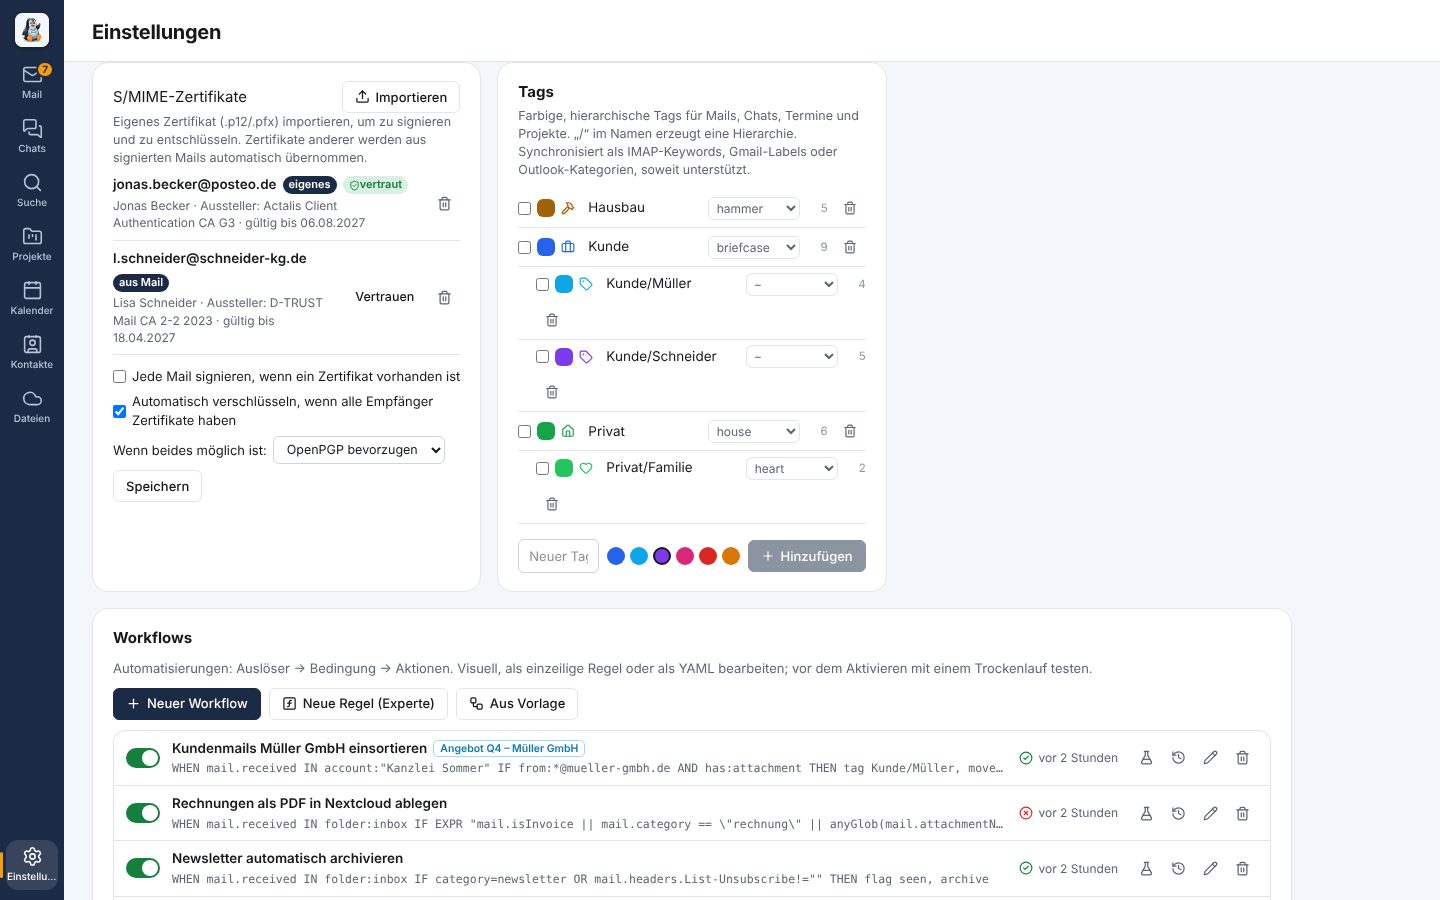 Einstellungen
7
Mail
Chats
Suche
Projekte
Kalender
Kontakte
Dateien
Einstellu...
S/MIME-Zertifikate
Importieren
Eigenes Zertifikat (.p12/.pfx) importieren, um zu signieren
und zu entschlüsseln. Zertifikate anderer werden aus
signierten Mails automatisch übernommen.
jonas.becker@posteo.de eigenes vertraut
Jonas Becker · Aussteller: Actalis Client
Authentication CA G3 · gültig bis 06.08.2027
l.schneider@schneider-kg.de
aus Mail
Lisa Schneider · Aussteller: D-TRUST
Mail CA 2-2 2023 · gültig bis
18.04.2027
Vertrauen
Jede Mail signieren, wenn ein Zertifikat vorhanden ist
Automatisch verschlüsseln, wenn alle Empfänger
Zertifikate haben
Wenn beides möglich ist: OpenPGP bevorzugen
Speichern
Tags
Farbige, hierarchische Tags für Mails, Chats, Termine und
Projekte. „/“ im Namen erzeugt eine Hierarchie.
Synchronisiert als IMAP-Keywords, Gmail-Labels oder
Outlook-Kategorien, soweit unterstützt.
Hausbau hammer 5
Kunde briefcase 9
Kunde/Müller – 4
Kunde/Schneider – 5
Privat house 6
Privat/Familie heart 2
Neuer Tag
Hinzufügen
Workflows
Automatisierungen: Auslöser → Bedingung → Aktionen. Visuell, als einzeilige Regel oder als YAML bearbeiten; vor dem Aktivieren mit einem Trockenlauf testen.
+ Neuer Workflow
Neue Regel (Experte)
Aus Vorlage
Kundenmails Müller GmbH einsortieren Angebot Q4 – Müller GmbH
WHEN mail.received IN account:"Kanzlei Sommer" IF from:*@mueller-gmbh.de AND has:attachment THEN tag Kunde/Müller, move…
vor 2 Stunden
Rechnungen als PDF in Nextcloud ablegen
WHEN mail.received IN folder:inbox IF EXPR "mail.isInvoice || mail.category == \"rechnung\" || anyGlob(mail.attachmentN…
vor 2 Stunden
Newsletter automatisch archivieren
WHEN mail.received IN folder:inbox IF category=newsletter OR mail.headers.List-Unsubscribe!="" THEN flag seen, archive
vor 2 Stunden